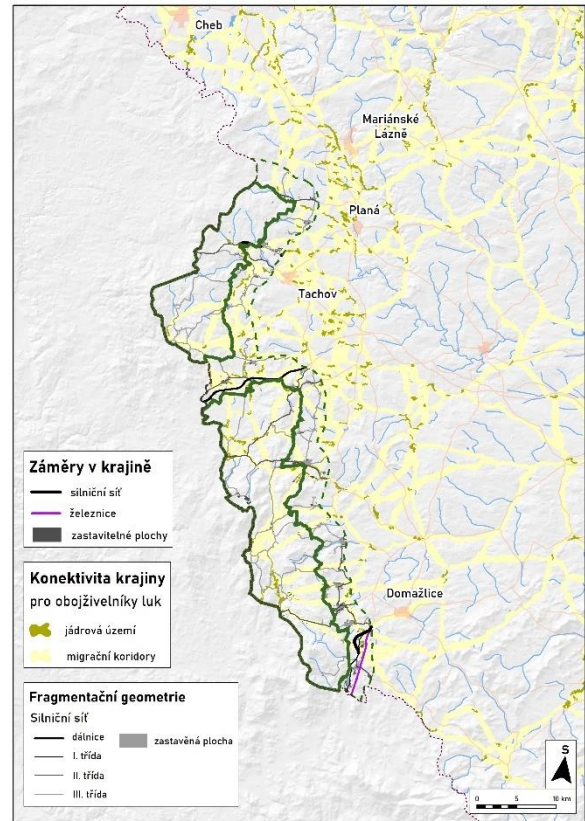 Cheb
Mariánské
Lázně
Planá
Tachov
Domažlice
Záměry v krajině
silniční síť
železnice
zastavitelné plochy
Konektivita krajiny
pro obojživelníky luk
jádrová území
migrační koridory
Fragmentační geometrie
Silniční síť
dálnice
zastavěná plocha
I. třída
II. třída
III. třída
S
0 5 10 km